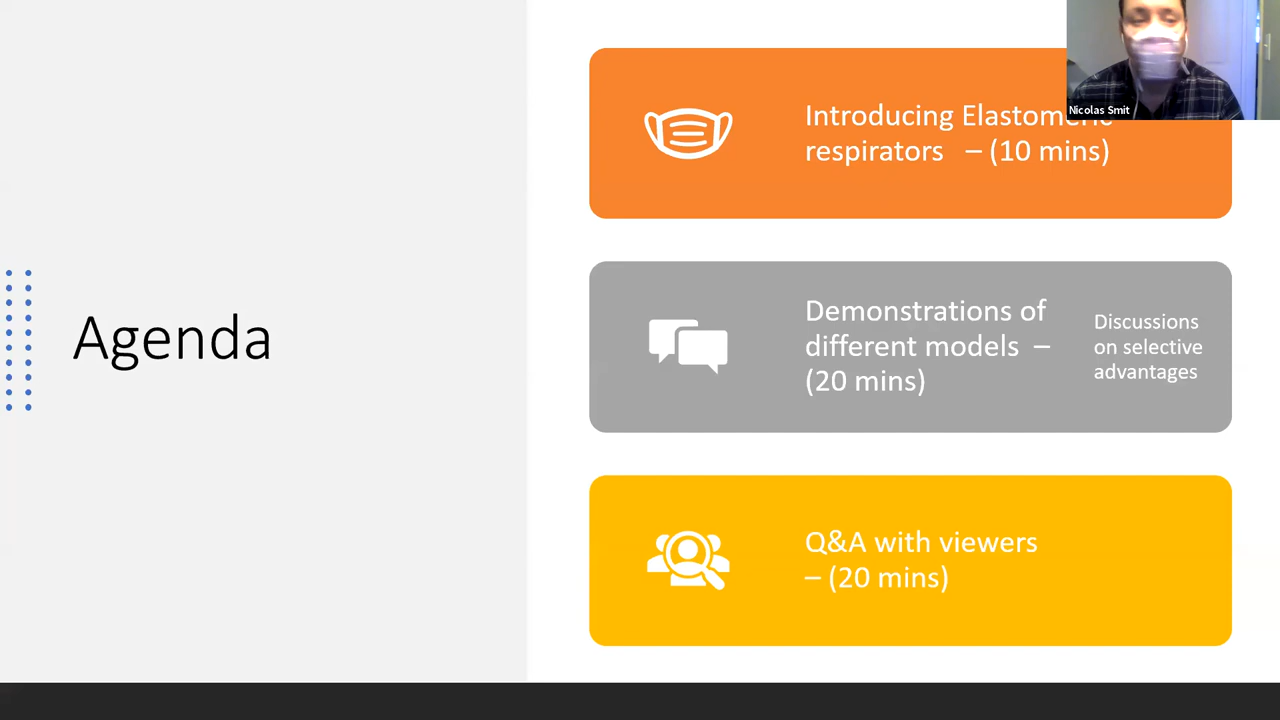 Agenda
Nicolas Smit
Introducing Elastomeric
respirators – (10 mins)
Demonstrations of
different models –
(20 mins)
Discussions
on selective
advantages
Q&A with viewers
– (20 mins)